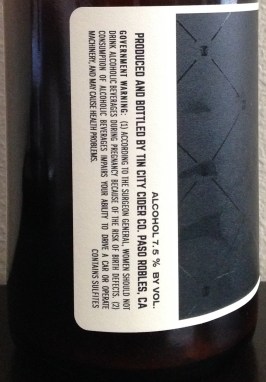 ALCOHOL 7.5 % BY VOL.
PRODUCED AND BOTTLED BY TIN CITY CIDER CO. PASO ROBLES, CA
GOVERNMENT WARNING: (1) ACCORDING TO THE SURGEON GENERAL, WOMEN SHOULD NOT
DRINK ALCOHOLIC BEVERAGES DURING PREGNANCY BECAUSE OF THE RISK OF BIRTH DEFECTS. (2)
CONSUMPTION OF ALCOHOLIC BEVERAGES IMPAIRS YOUR ABILITY TO DRIVE A CAR OR OPERATE
MACHINERY, AND MAY CAUSE HEALTH PROBLEMS.
CONTAINS SULFITES